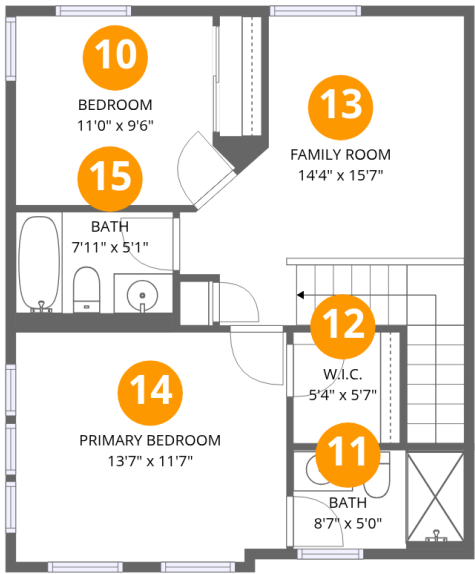 10
BEDROOM
11'0" x 9'6"
13
FAMILY ROOM
14'4" x 15'7"
15
BATH
7'11" x 5'1"
12
W.I.C.
5'4" x 5'7"
14
PRIMARY BEDROOM
13'7" x 11'7"
11
BATH
8'7" x 5'0"